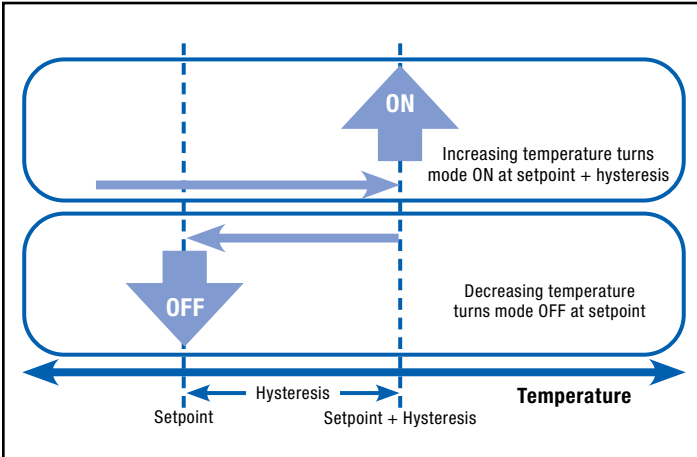 ON
Increasing temperature turns
mode ON at setpoint + hysteresis
OFF
Decreasing temperature
turns mode OFF at setpoint
Hysteresis
Temperature
Setpoint
Setpoint + Hysteresis